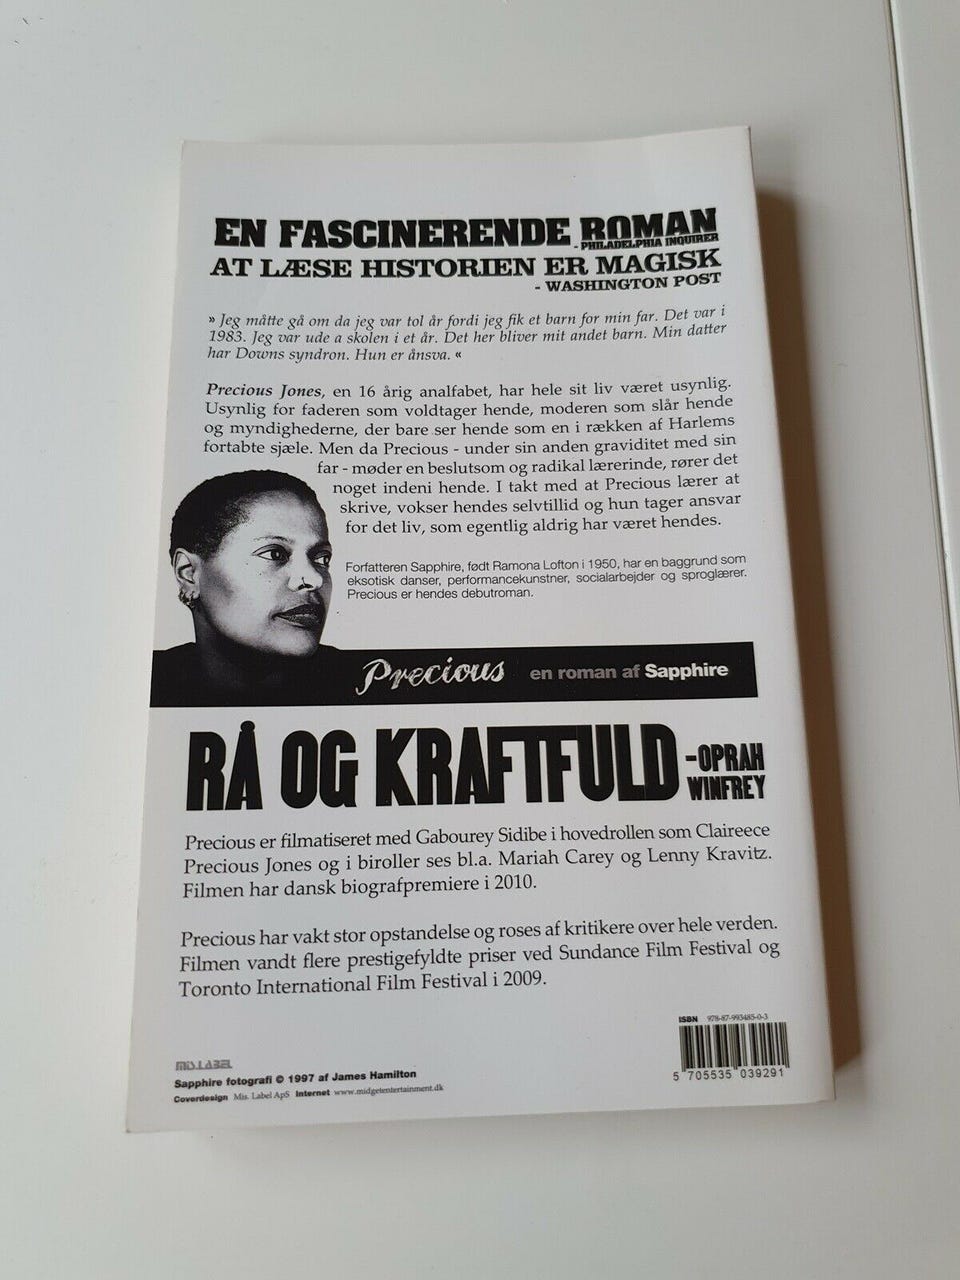 EN FASCINERENDE ROMAN
- PHILADELPHIA INQUIRER
AT LÆSE HISTORIEN ER MAGISK
- WASHINGTON POST
» Jeg måtte gå om da jeg var tol år fordi jeg fik et barn for min far. Det var i
1983. Jeg var ude a skolen i et år. Det her bliver mit andet barn. Min datter
har Downs syndron. Hun er ånsva. «
Precious Jones, en 16 årig analfabet, har hele sit liv været usynlig.
Usynlig for faderen som voldtager hende, moderen som slår hende
og myndighederne, der bare ser hende som en i rækken af Harlems
fortabte sjæle. Men da Precious - under sin anden graviditet med sin
far - møder en beslutsom og radikal lærerinde, rører det
noget indeni hende. I takt med at Precious lærer at
skrive, vokser hendes selvtillid og hun tager ansvar
for det liv, som egentlig aldrig har været hendes.
Forfatteren Sapphire, født Ramona Lofton i 1950, har en baggrund som
eksotisk danser, performancekunstner, socialarbejder og sproglærer.
Precious er hendes debutroman.
Precious en roman af Sapphire
RÅ OG KRAFTFULD -OPRAH
WINFREY
Precious er filmatiseret med Gabourey Sidibe i hovedrollen som Claireece
Precious Jones og i biroller ses bl.a. Mariah Carey og Lenny Kravitz.
Filmen har dansk biografpremiere i 2010.
Precious har vakt stor opstandelse og roses af kritikere over hele verden.
Filmen vandt flere prestigefyldte priser ved Sundance Film Festival og
Toronto International Film Festival i 2009.
ISBN 978-87-993485-0-3
5 705535 039291
MIS.LABEL
Sapphire fotografi © 1997 af James Hamilton
Coverdesign Mis. Label ApS Internet www.midgetentertainment.dk